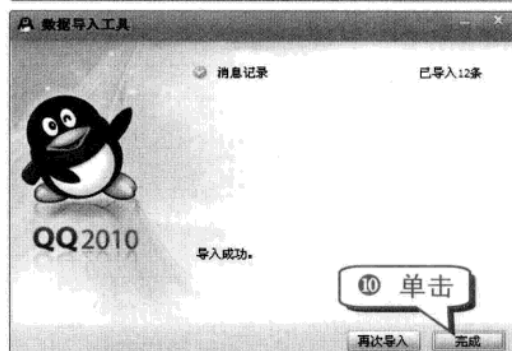 数据导入工具
消息记录 已导入12条
QQ2010
导入成功。
⑩ 单击
再次导入 完成